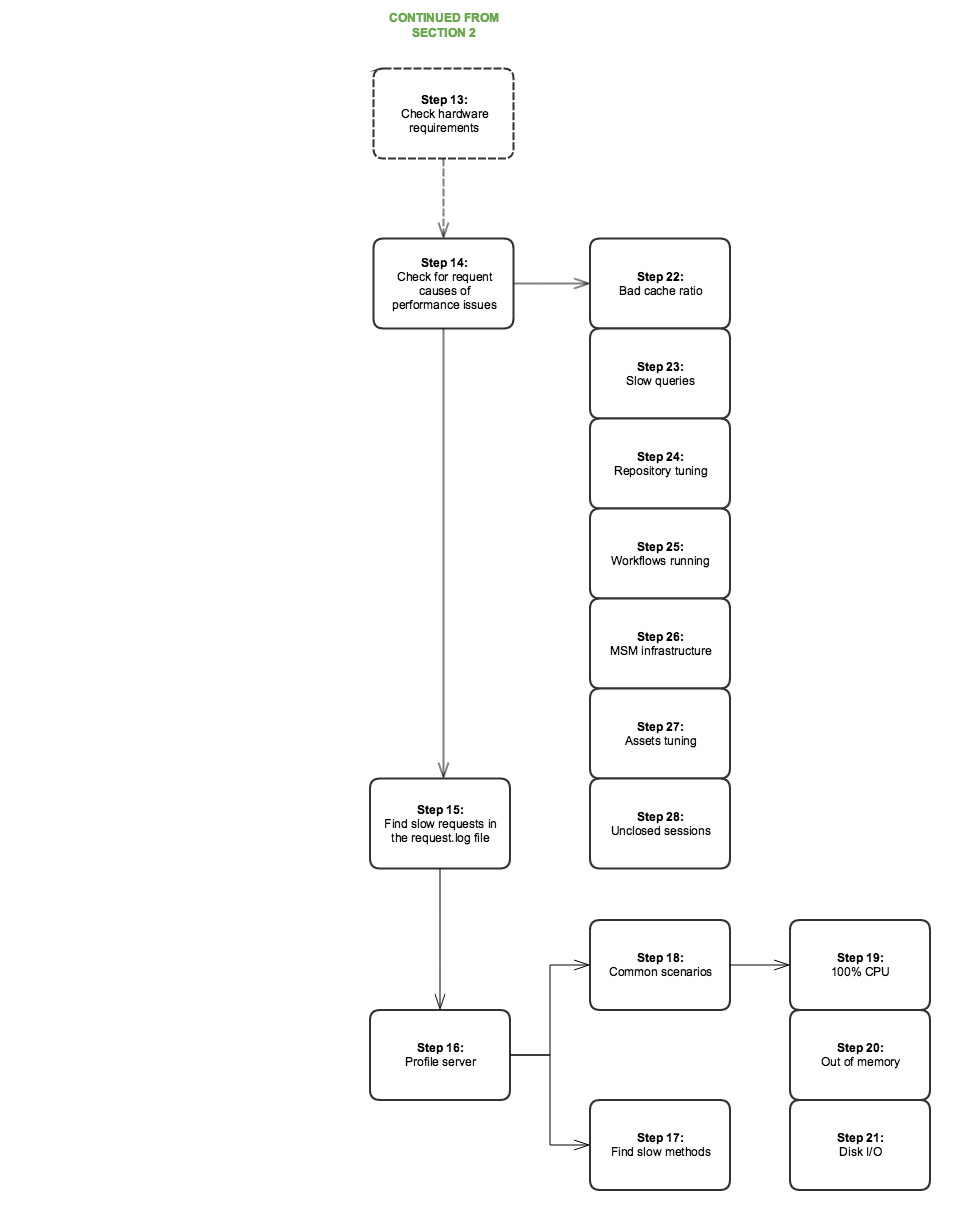 CONTINUED FROM
SECTION 2
Step 13:
Check hardware
requirements
Step 14:
Check for requent
causes of
performance issues
Step 22:
Bad cache ratio
Step 23:
Slow queries
Step 24:
Repository tuning
Step 25:
Workflows running
Step 26:
MSM infrastructure
Step 27:
Assets tuning
Step 15:
Find slow requests in
the request.log file
Step 28:
Unclosed sessions
Step 18:
Common scenarios
Step 19:
100% CPU
Step 16:
Profile server
Step 20:
Out of memory
Step 17:
Find slow methods
Step 21:
Disk I/O